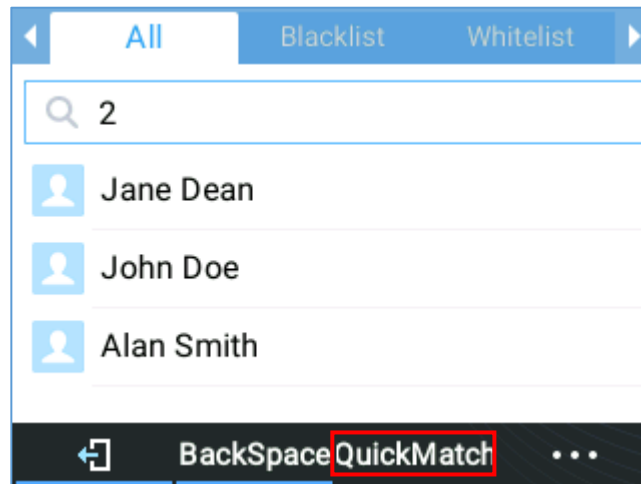 All Blacklist Whitelist
2
Jane Dean
John Doe
Alan Smith
BackSpace QuickMatch ...